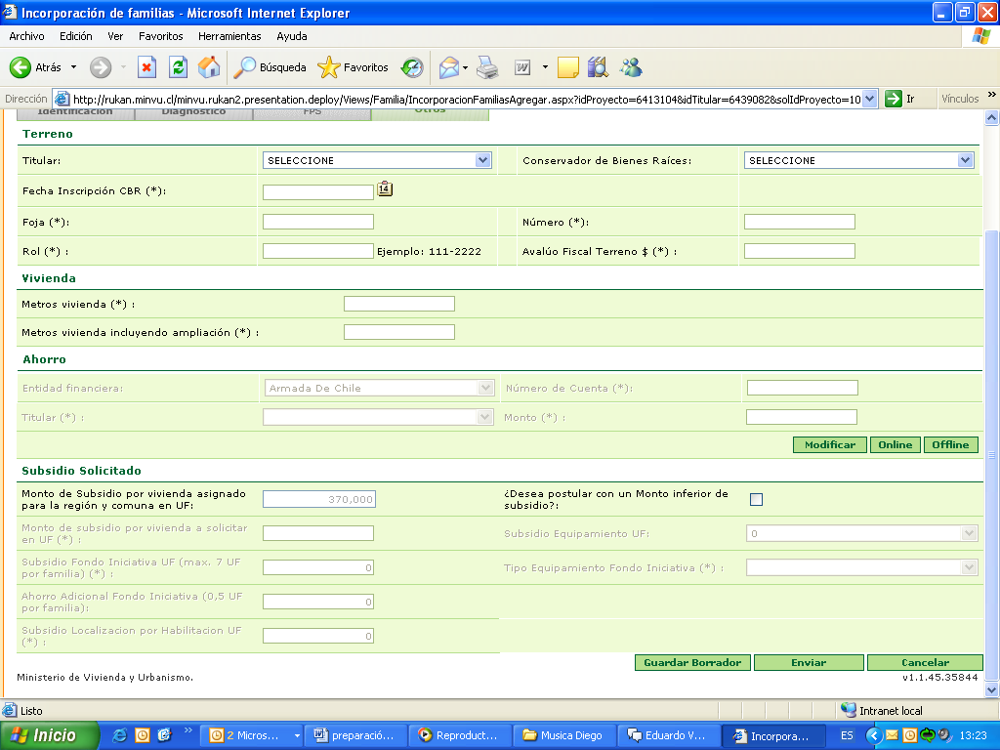 Incorporación de familias - Microsoft Internet Explorer
Archivo Edición Ver Favoritos Herramientas Ayuda
Atrás Búsqueda Favoritos
Dirección http://rukan.minvu.cl/minvu.rukan2.presentation.deploy/Views/Familia/IncorporacionFamiliasAgregar.aspx?idProyecto=6413104&idTitular=6439082&solIdProyecto=10 Ir Vínculos »
Identificación Diagnóstico FPS Otros
Terreno
Titular: SELECCIONE Conservador de Bienes Raíces: SELECCIONE
Fecha Inscripción CBR (*): 14
Foja (*): Número (*):
Rol (*) : Ejemplo: 111-2222 Avalúo Fiscal Terreno $ (*) :
Vivienda
Metros vivienda (*) :
Metros vivienda incluyendo ampliación (*) :
Ahorro
Entidad financiera: Armada De Chile Número de Cuenta (*):
Titular (*) : Monto (*) :
Modificar Online Offline
Subsidio Solicitado
Monto de Subsidio por vivienda asignado
para la región y comuna en UF: 370,000
¿Desea postular con un Monto inferior de
subsidio?:
Monto de subsidio por vivienda a solicitar
en UF (*) :
Subsidio Equipamiento UF: 0
Subsidio Fondo Iniciativa UF (max. 7 UF
por familia) (*) : 0
Tipo Equipamiento Fondo Iniciativa (*) :
Ahorro Adicional Fondo Iniciativa (0,5 UF
por familia): 0
Subsidio Localizacion por Habilitacion UF
(*) : 0
Guardar Borrador Enviar Cancelar
Ministerio de Vivienda y Urbanismo. v1.1.45.35844
Listo Intranet local
Inicio » 2 Micros... preparació... Reproduct... Musica Diego Eduardo V... Incorpora... ES 13:23